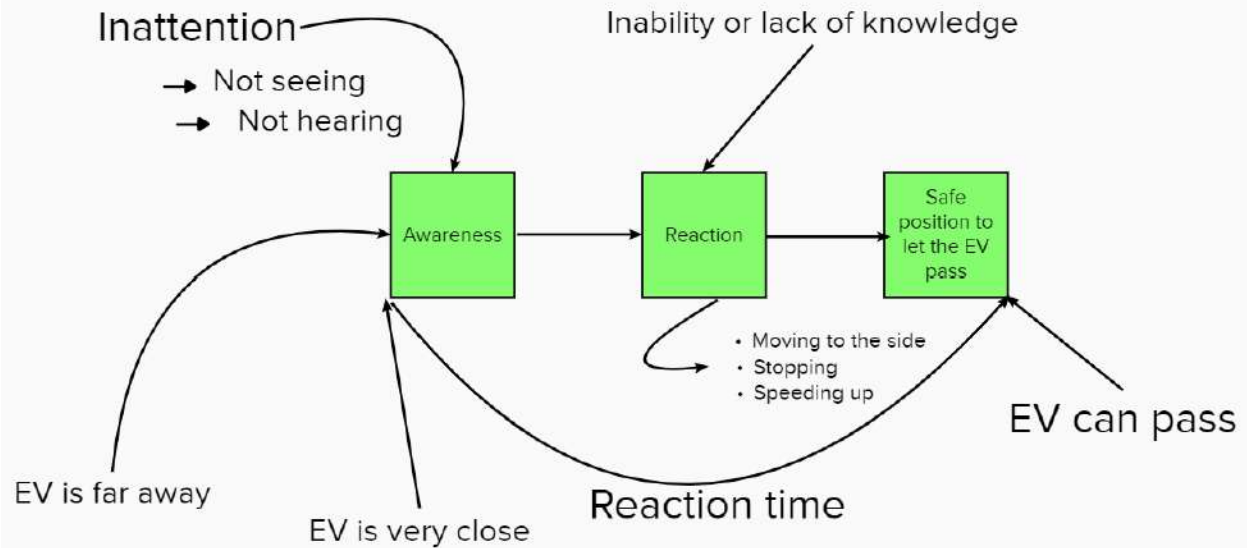 Inattention
→ Not seeing
→ Not hearing
Inability or lack of knowledge
Awareness
Reaction
Safe
position to
let the EV
pass
• Moving to the side
• Stopping
• Speeding up
EV can pass
EV is far away
EV is very close
Reaction time